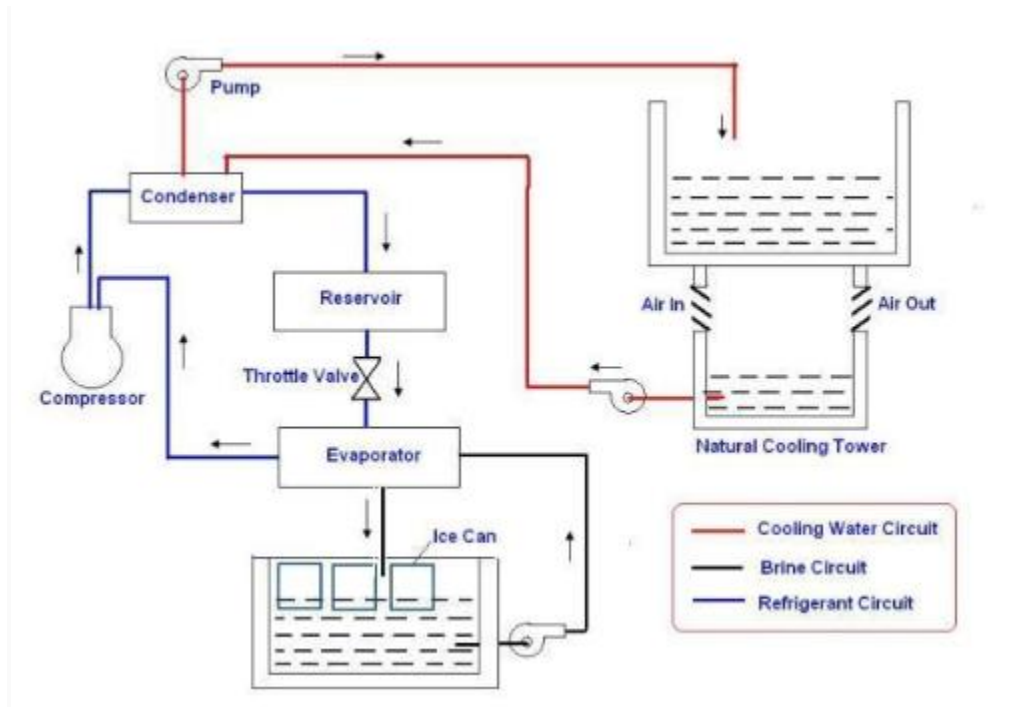 Pump
Condenser
Reservoir
Air In
Air Out
Throttle Valve
Compressor
Natural Cooling Tower
Evaporator
Ice Can
Cooling Water Circuit
Brine Circuit
Refrigerant Circuit